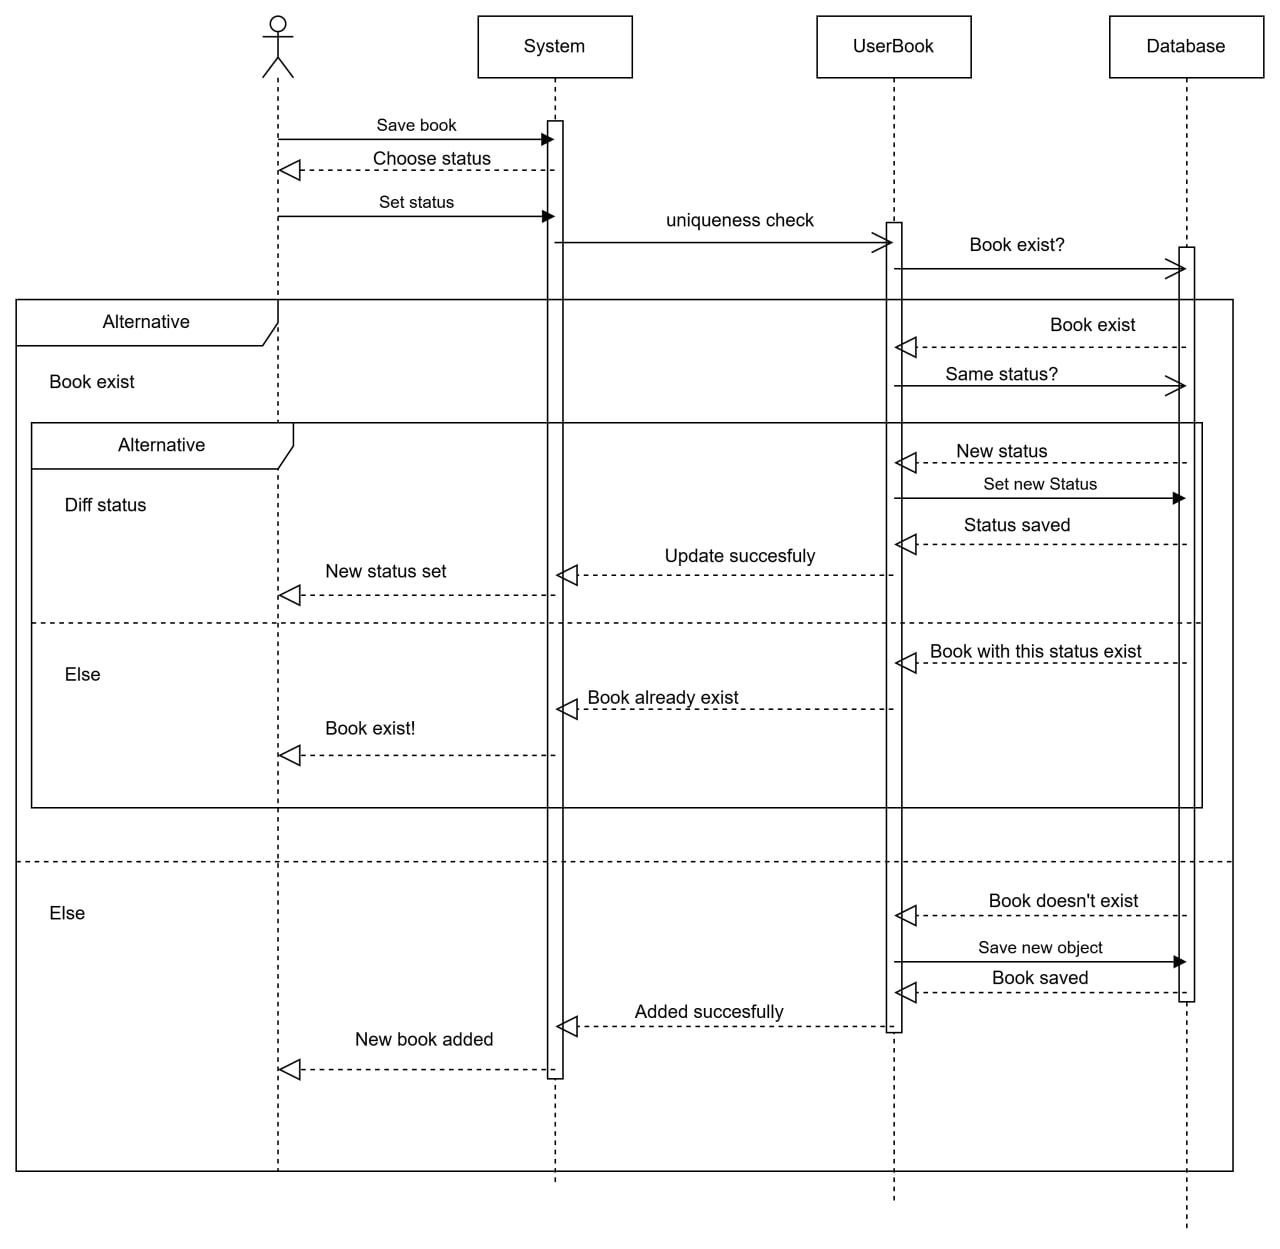 System
UserBook
Database
Save book
Choose status
Set status
uniqueness check
Book exist?
Alternative
Book exist
Book exist
Same status?
Alternative
New status
Set new Status
Diff status
Status saved
Update succesfuly
New status set
Book with this status exist
Else
Book already exist
Book exist!
Book doesn't exist
Else
Save new object
Book saved
Added succesfully
New book added